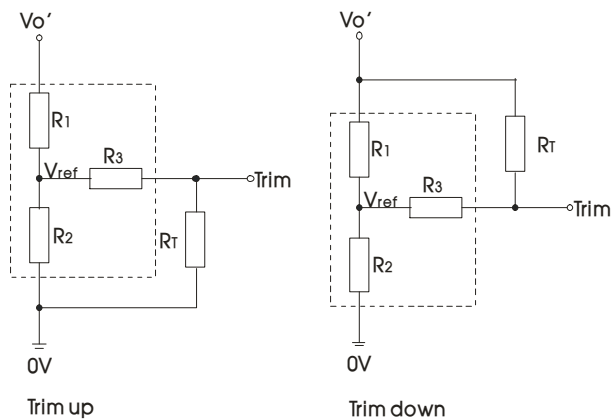 Vo'
R1
R3
Vref
Trim
R2
RT
0V
Trim up
Vo'
R1
RT
R3
Vref
Trim
R2
0V
Trim down